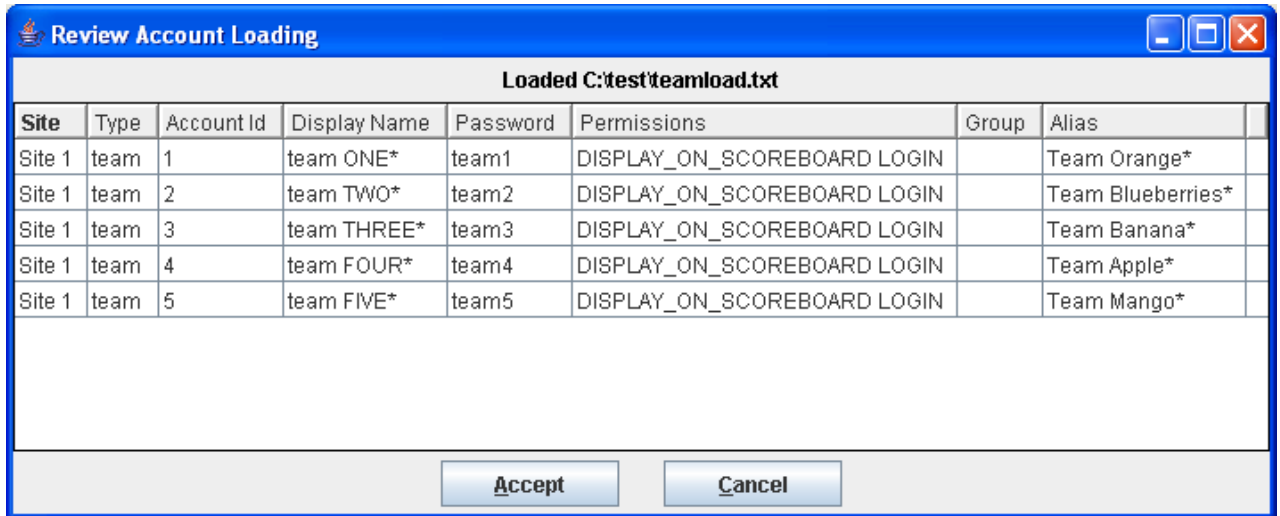 Review Account Loading
Loaded C:\test\teamload.txt
Site Type Account Id Display Name Password Permissions Group Alias
Site 1 team 1 team ONE* team1 DISPLAY_ON_SCOREBOARD LOGIN Team Orange*
Site 1 team 2 team TWO* team2 DISPLAY_ON_SCOREBOARD LOGIN Team Blueberries*
Site 1 team 3 team THREE* team3 DISPLAY_ON_SCOREBOARD LOGIN Team Banana*
Site 1 team 4 team FOUR* team4 DISPLAY_ON_SCOREBOARD LOGIN Team Apple*
Site 1 team 5 team FIVE* team5 DISPLAY_ON_SCOREBOARD LOGIN Team Mango*
Accept Cancel